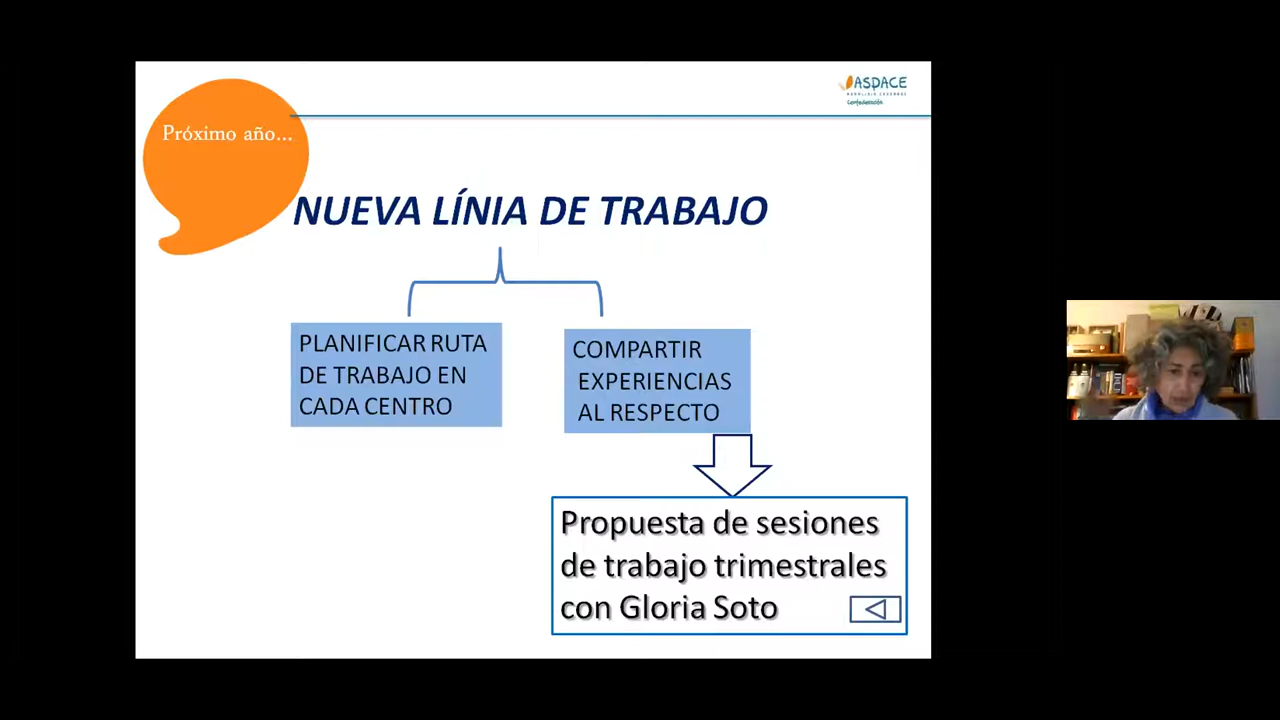 ASPACE
Confederación
Próximo año...
NUEVA LÍNIA DE TRABAJO
PLANIFICAR RUTA
DE TRABAJO EN
CADA CENTRO
COMPARTIR
EXPERIENCIAS
AL RESPECTO
Propuesta de sesiones
de trabajo trimestrales
con Gloria Soto